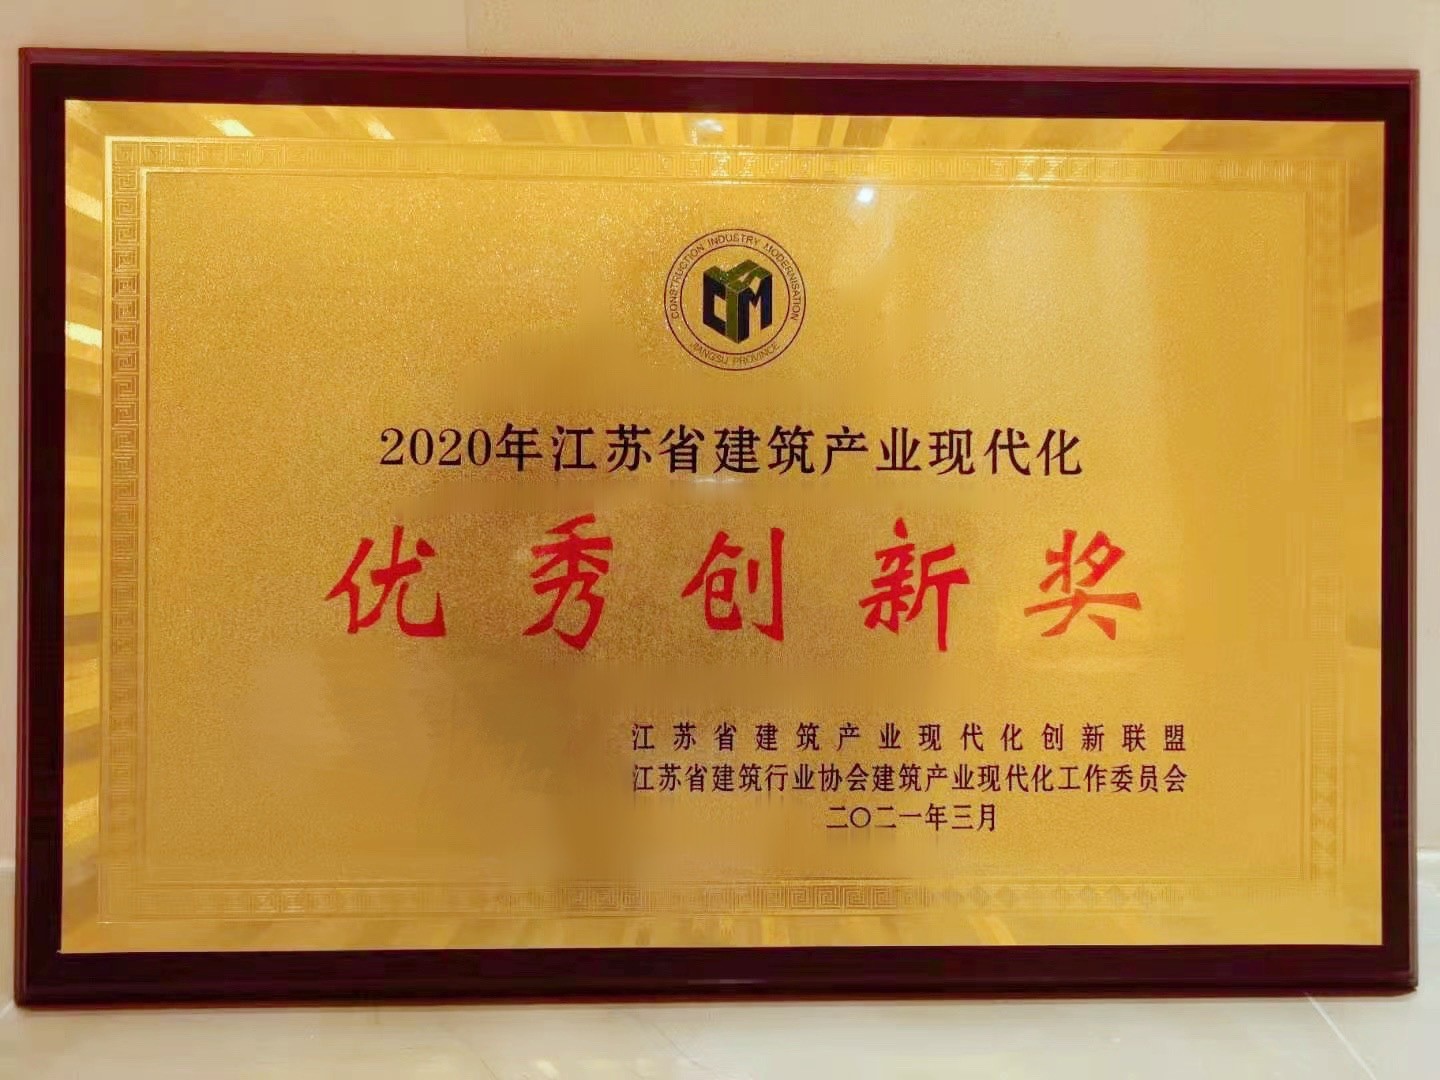 CONSTRUCTION INDUSTRY MODERNISATION
CIM
JIANGSU PROVINCE
2020年江苏省建筑产业现代化
优秀创新奖
江苏省建筑产业现代化创新联盟
江苏省建筑行业协会建筑产业现代化工作委员会
二〇二一年三月